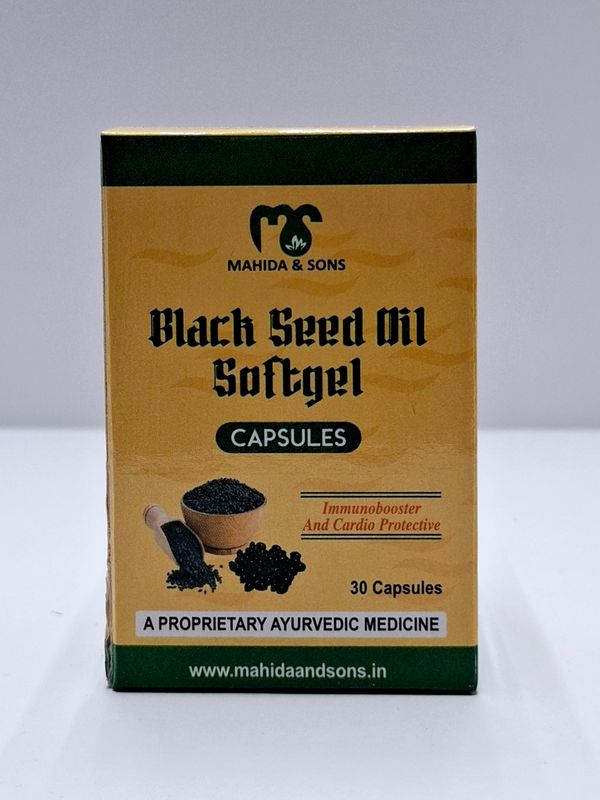 MAHIDA & SONS
Black Seed Oil
Softgel
CAPSULES
Immunobooster
And Cardio Protective
30 Capsules
A PROPRIETARY AYURVEDIC MEDICINE
www.mahidaandsons.in